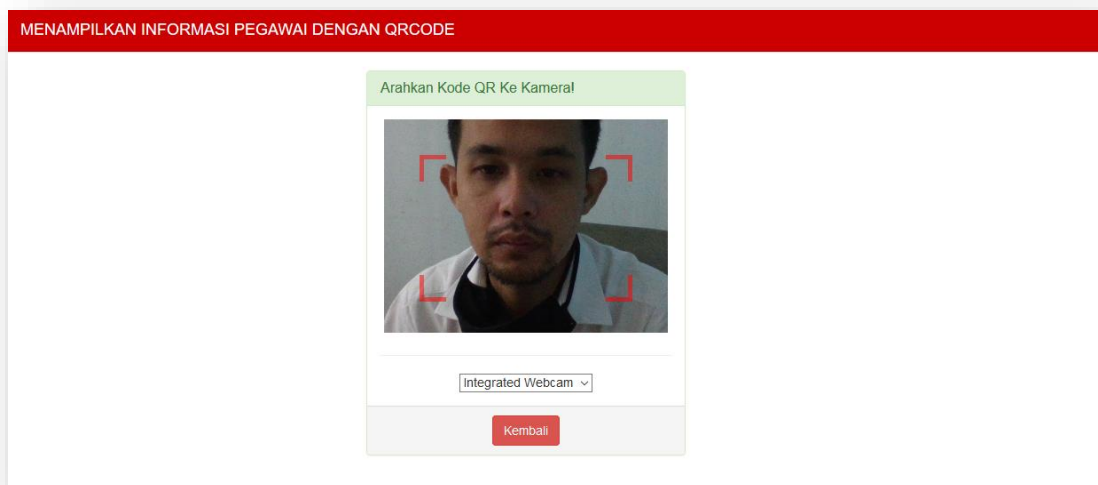 MENAMPILKAN INFORMASI PEGAWAI DENGAN QRCODE
Arahkan Kode QR Ke Kamera!
Integrated Webcam
Kembali